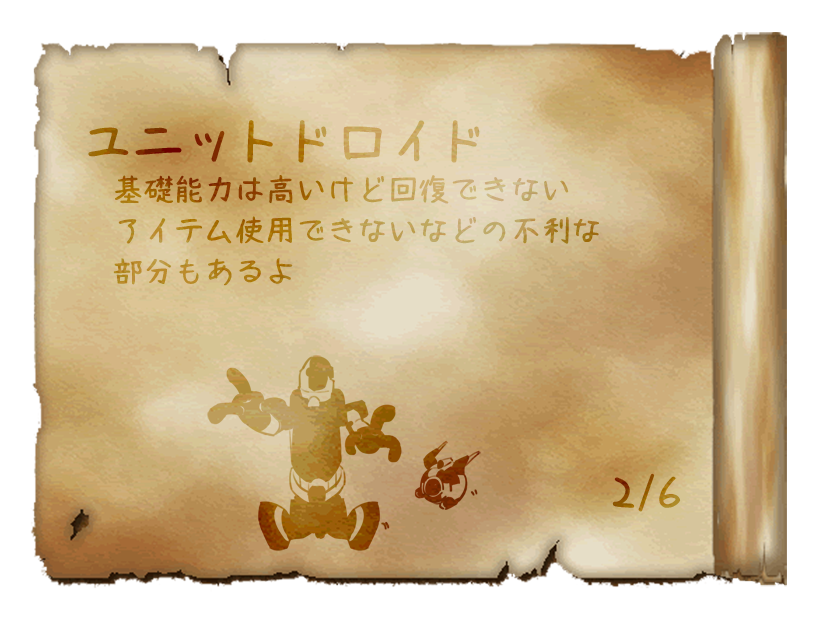 ユニットドロイド
基礎能力は高いけど回復できない
アイテム使用できないなどの不利な
部分もあるよ
2/6